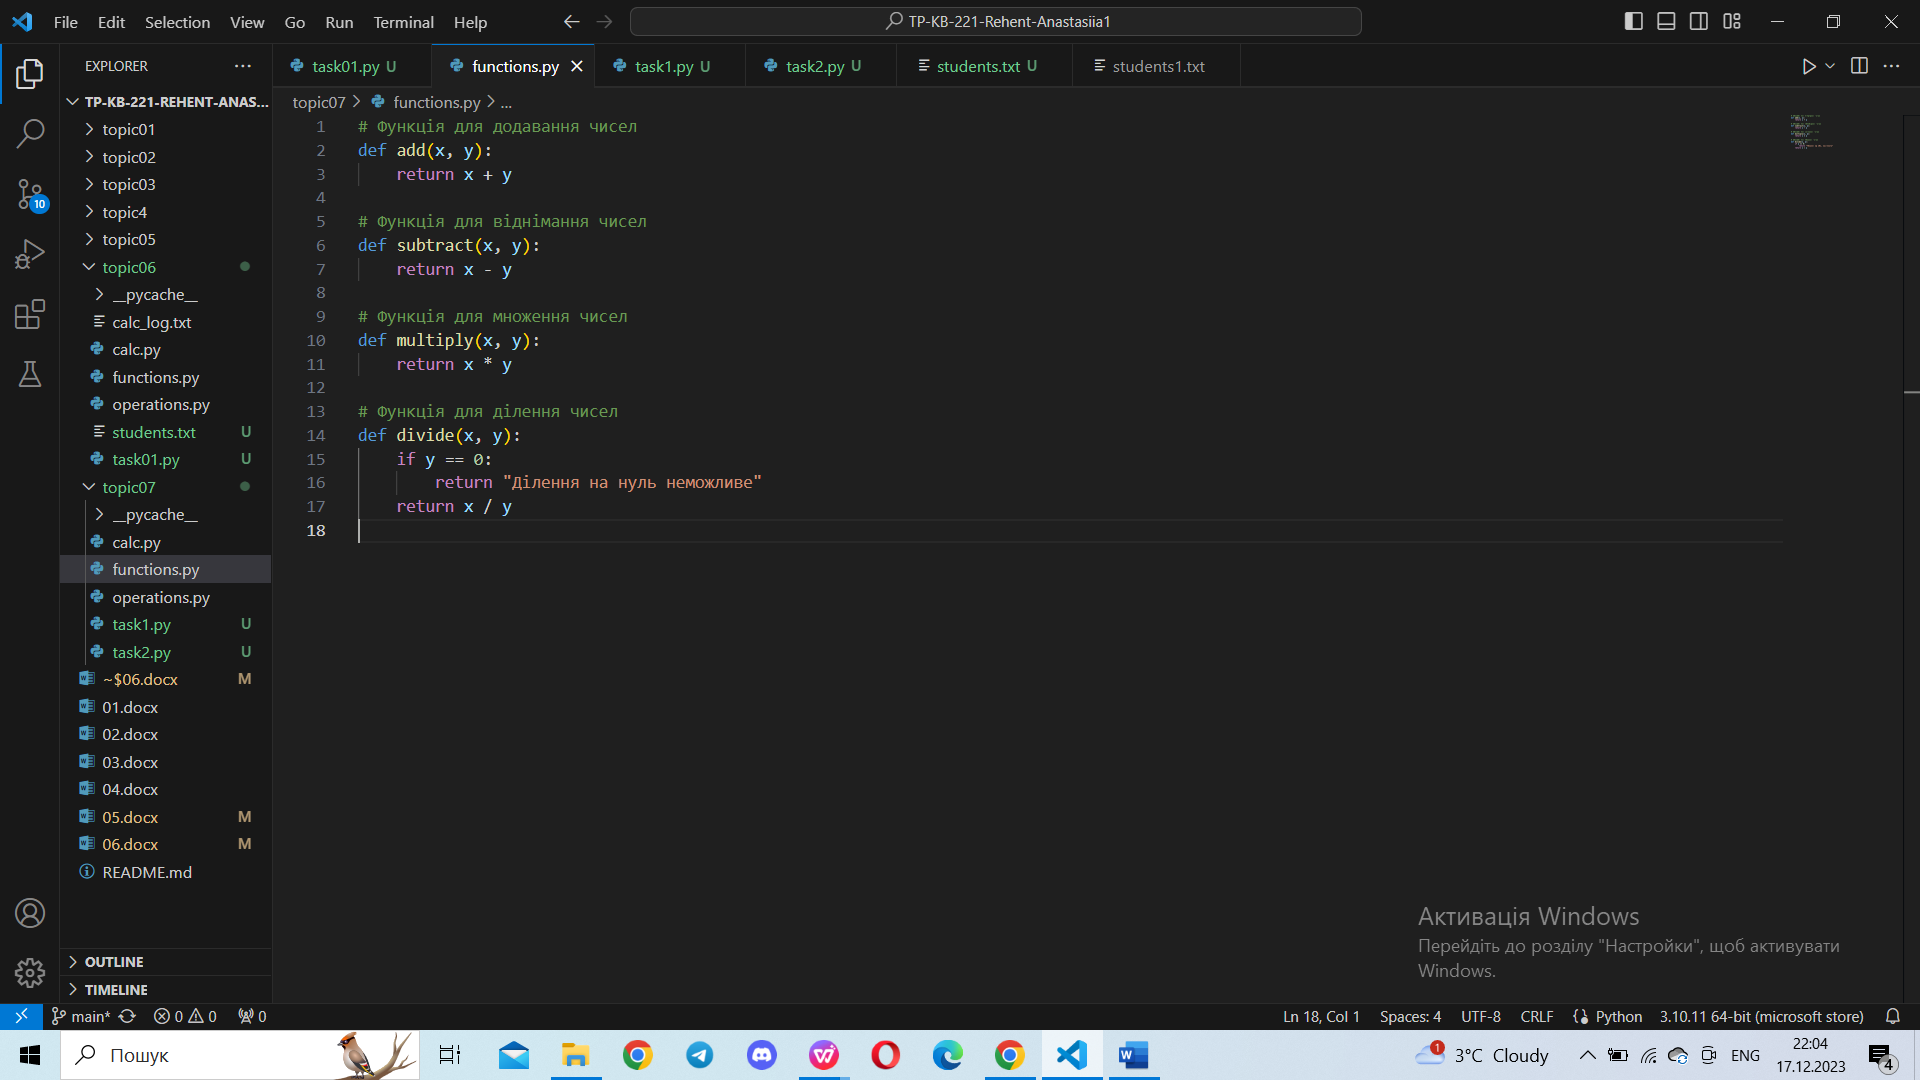 File Edit Selection View Go Run Terminal Help
TP-KB-221-Rehent-Anastasiia1
EXPLORER
TP-KB-221-REHENT-ANAS...
topic01
topic02
topic03
topic4
topic05
topic06
__pycache__
calc_log.txt
calc.py
functions.py
operations.py
students.txt U
task01.py U
topic07
__pycache__
calc.py
functions.py
operations.py
task1.py U
task2.py U
~$06.docx M
01.docx
02.docx
03.docx
04.docx
05.docx M
06.docx M
README.md
OUTLINE
TIMELINE
10
task01.py U functions.py task1.py U task2.py U students.txt U students1.txt
topic07 > functions.py > ...
1 # Функція для додавання чисел
2 def add(x, y):
3 return x + y
4
5 # Функція для віднімання чисел
6 def subtract(x, y):
7 return x - y
8
9 # Функція для множення чисел
10 def multiply(x, y):
11 return x * y
12
13 # Функція для ділення чисел
14 def divide(x, y):
15 if y == 0:
16 return "Ділення на нуль неможливе"
17 return x / y
18
Активація Windows
Перейдіть до розділу "Настройки", щоб активувати
Windows.
main* 0 0 0 Ln 18, Col 1 Spaces: 4 UTF-8 CRLF Python 3.10.11 64-bit (microsoft store)
Пошук
1 3°C Cloudy ENG 22:04
17.12.2023
4